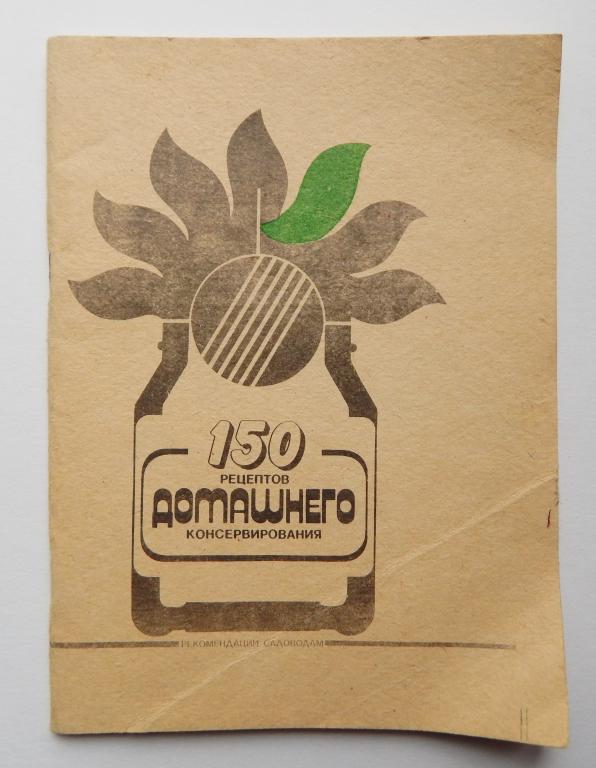 150
РЕЦЕПТОВ
ДОМАШНЕГО
КОНСЕРВИРОВАНИЯ
РЕКОМЕНДАЦИИ САДОВОДАМ